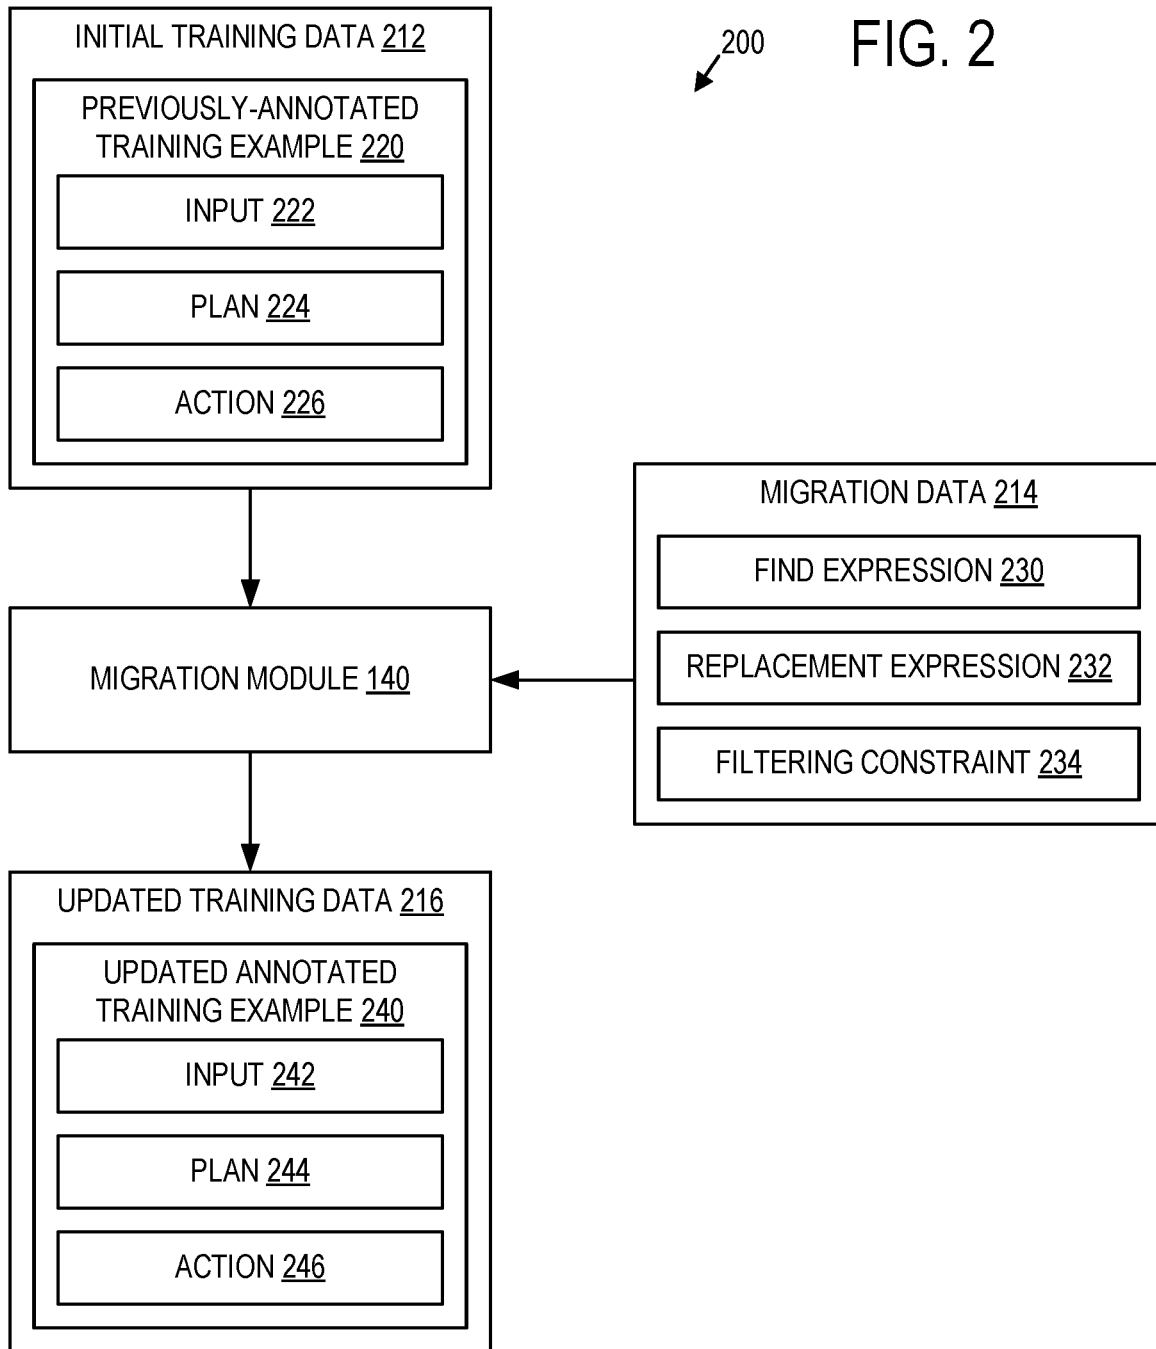 INITIAL TRAINING DATA 212
200
FIG. 2
PREVIOUSLY-ANNOTATED
TRAINING EXAMPLE 220
INPUT 222
PLAN 224
ACTION 226
MIGRATION DATA 214
FIND EXPRESSION 230
REPLACEMENT EXPRESSION 232
FILTERING CONSTRAINT 234
MIGRATION MODULE 140
UPDATED TRAINING DATA 216
UPDATED ANNOTATED
TRAINING EXAMPLE 240
INPUT 242
PLAN 244
ACTION 246